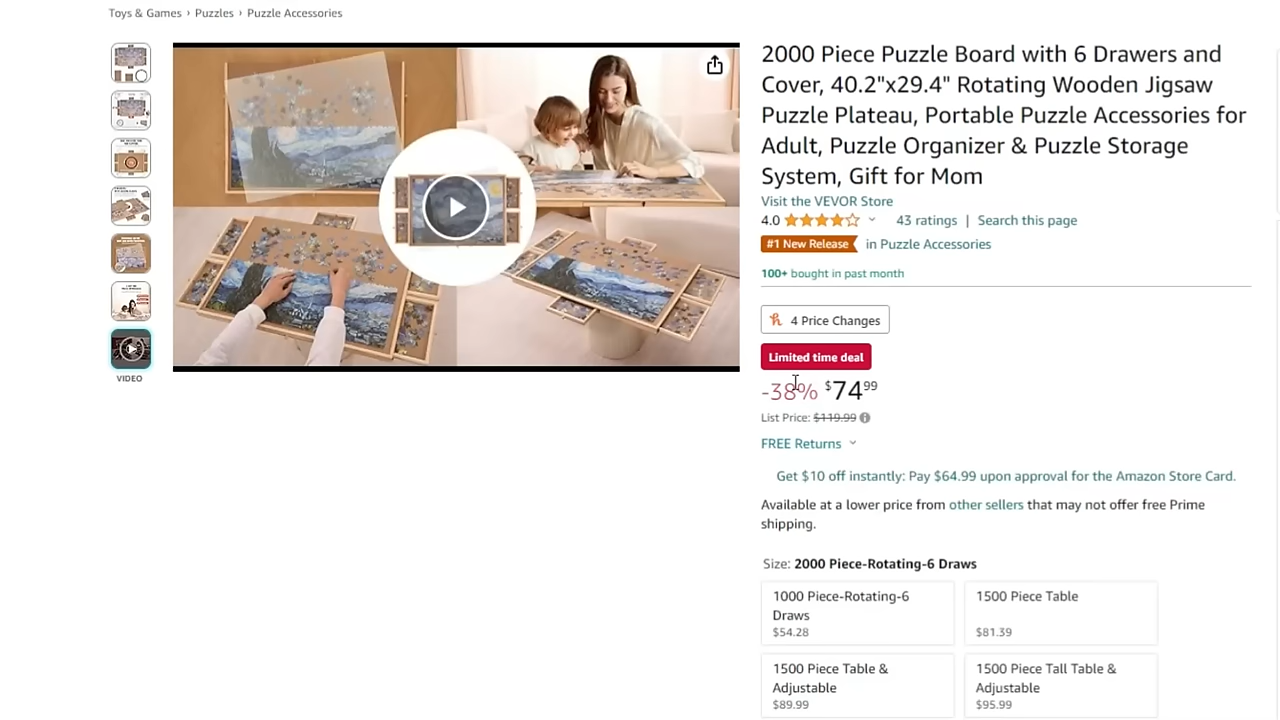 Toys & Games › Puzzles › Puzzle Accessories
2000 Piece Puzzle Board with 6 Drawers and
Cover, 40.2"x29.4" Rotating Wooden Jigsaw
Puzzle Plateau, Portable Puzzle Accessories for
Adult, Puzzle Organizer & Puzzle Storage
System, Gift for Mom
Visit the VEVOR Store
4.0 43 ratings | Search this page
#1 New Release in Puzzle Accessories
100+ bought in past month
4 Price Changes
Limited time deal
-38% $74.99
List Price: $119.99
FREE Returns
Get $10 off instantly: Pay $64.99 upon approval for the Amazon Store Card.
Available at a lower price from other sellers that may not offer free Prime
shipping.
Size: 2000 Piece-Rotating-6 Draws
1000 Piece-Rotating-6
Draws
$54.28
1500 Piece Table
$81.39
1500 Piece Table &
Adjustable
$89.99
1500 Piece Tall Table &
Adjustable
$95.99
VIDEO